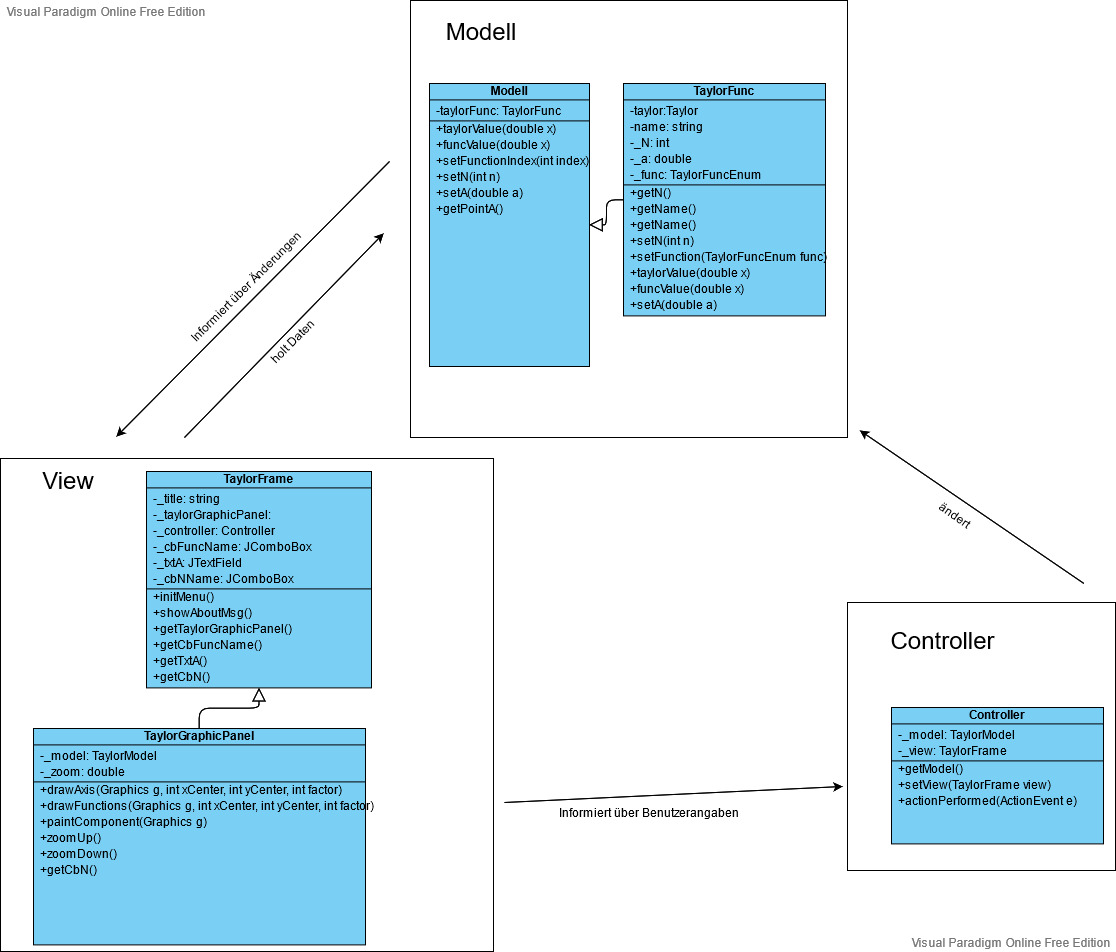 Visual Paradigm Online Free Edition
Modell
Modell
-taylorFunc: TaylorFunc
+taylorValue(double x)
+funcValue(double x)
+setFunctionIndex(int index)
+setN(int n)
+setA(double a)
+getPointA()
TaylorFunc
-taylor:Taylor
-name: string
-_N: int
-_a: double
-_func: TaylorFuncEnum
+getN()
+getName()
+getName()
+setN(int n)
+setFunction(TaylorFuncEnum func)
+taylorValue(double x)
+funcValue(double x)
+setA(double a)
Informiert über Änderungen
holt Daten
View
TaylorFrame
-_title: string
-_taylorGraphicPanel:
-_controller: Controller
-_cbFuncName: JComboBox
-_txtA: JTextField
-_cbNName: JComboBox
+initMenu()
+showAboutMsg()
+getTaylorGraphicPanel()
+getCbFuncName()
+getTxtA()
+getCbN()
TaylorGraphicPanel
-_model: TaylorModel
-_zoom: double
+drawAxis(Graphics g, int xCenter, int yCenter, int factor)
+drawFunctions(Graphics g, int xCenter, int yCenter, int factor)
+paintComponent(Graphics g)
+zoomUp()
+zoomDown()
+getCbN()
Informiert über Benutzerangaben
ändert
Controller
Controller
-_model: TaylorModel
-_view: TaylorFrame
+getModel()
+setView(TaylorFrame view)
+actionPerformed(ActionEvent e)
Visual Paradigm Online Free Edition